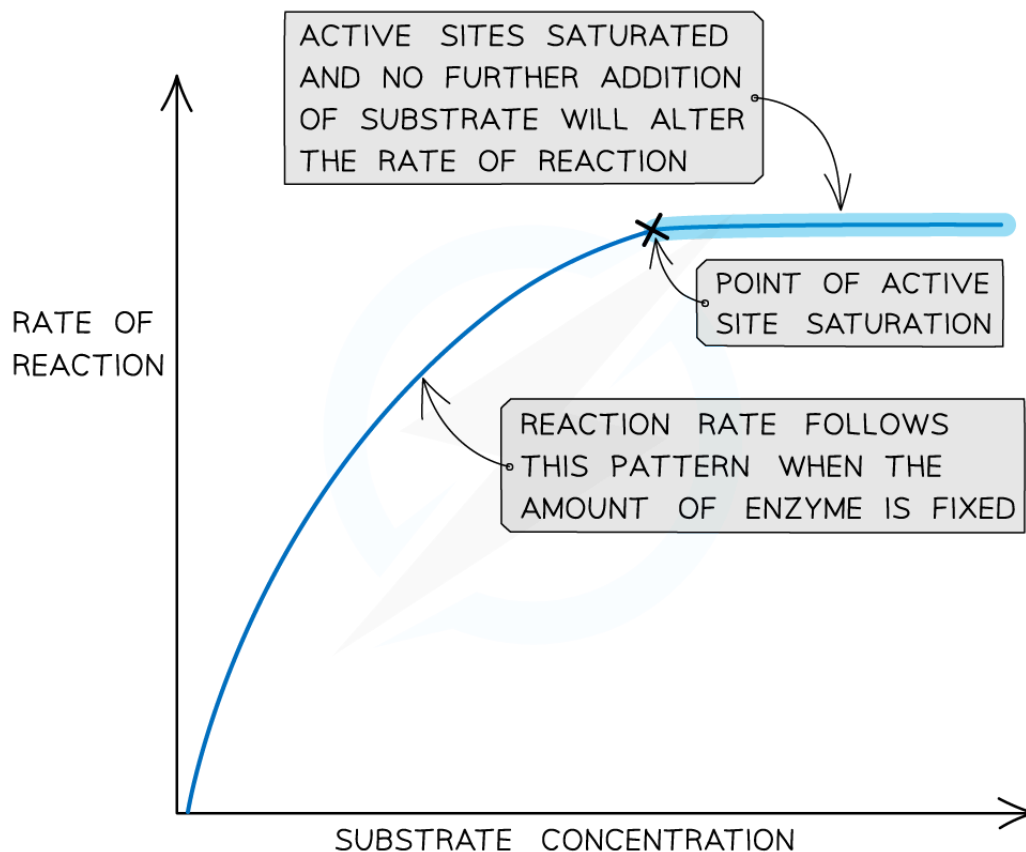 ACTIVE SITES SATURATED
AND NO FURTHER ADDITION
OF SUBSTRATE WILL ALTER
THE RATE OF REACTION
POINT OF ACTIVE
SITE SATURATION
RATE OF
REACTION
REACTION RATE FOLLOWS
THIS PATTERN WHEN THE
AMOUNT OF ENZYME IS FIXED
SUBSTRATE CONCENTRATION